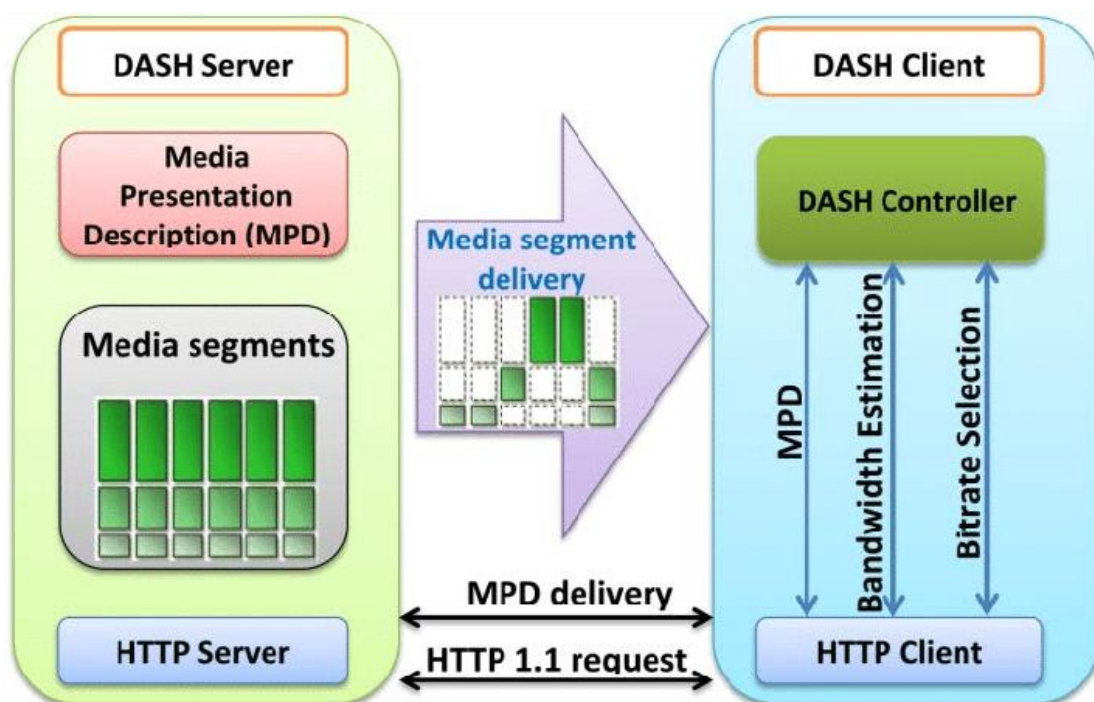 DASH Server
Media
Presentation
Description (MPD)
Media segments
HTTP Server
Media segment
delivery
MPD delivery
HTTP 1.1 request
DASH Client
DASH Controller
MPD
Bandwidth Estimation
Bitrate Selection
HTTP Client